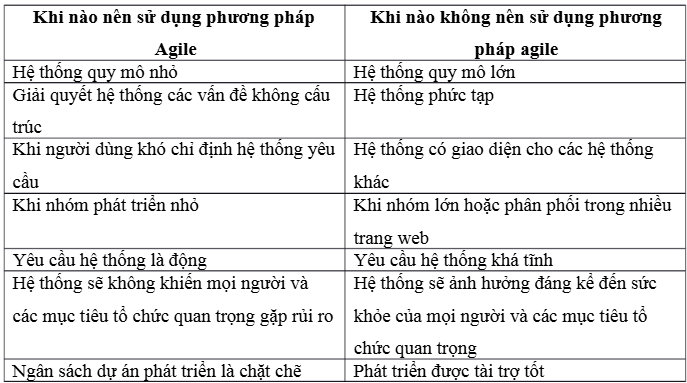 Khi nào nên sử dụng phương pháp
Agile
Khi nào không nên sử dụng phương
pháp agile
Hệ thống quy mô nhỏ
Hệ thống quy mô lớn
Giải quyết hệ thống các vấn đề không cấu
trúc
Hệ thống phức tạp
Khi người dùng khó chỉ định hệ thống yêu
cầu
Hệ thống có giao diện cho các hệ thống
khác
Khi nhóm phát triển nhỏ
Khi nhóm lớn hoặc phân phối trong nhiều
trang web
Yêu cầu hệ thống là động
Yêu cầu hệ thống khá tĩnh
Hệ thống sẽ không khiến mọi người và
các mục tiêu tổ chức quan trọng gặp rủi ro
Hệ thống sẽ ảnh hưởng đáng kể đến sức
khỏe của mọi người và các mục tiêu tổ
chức quan trọng
Ngân sách dự án phát triển là chặt chẽ
Phát triển được tài trợ tốt